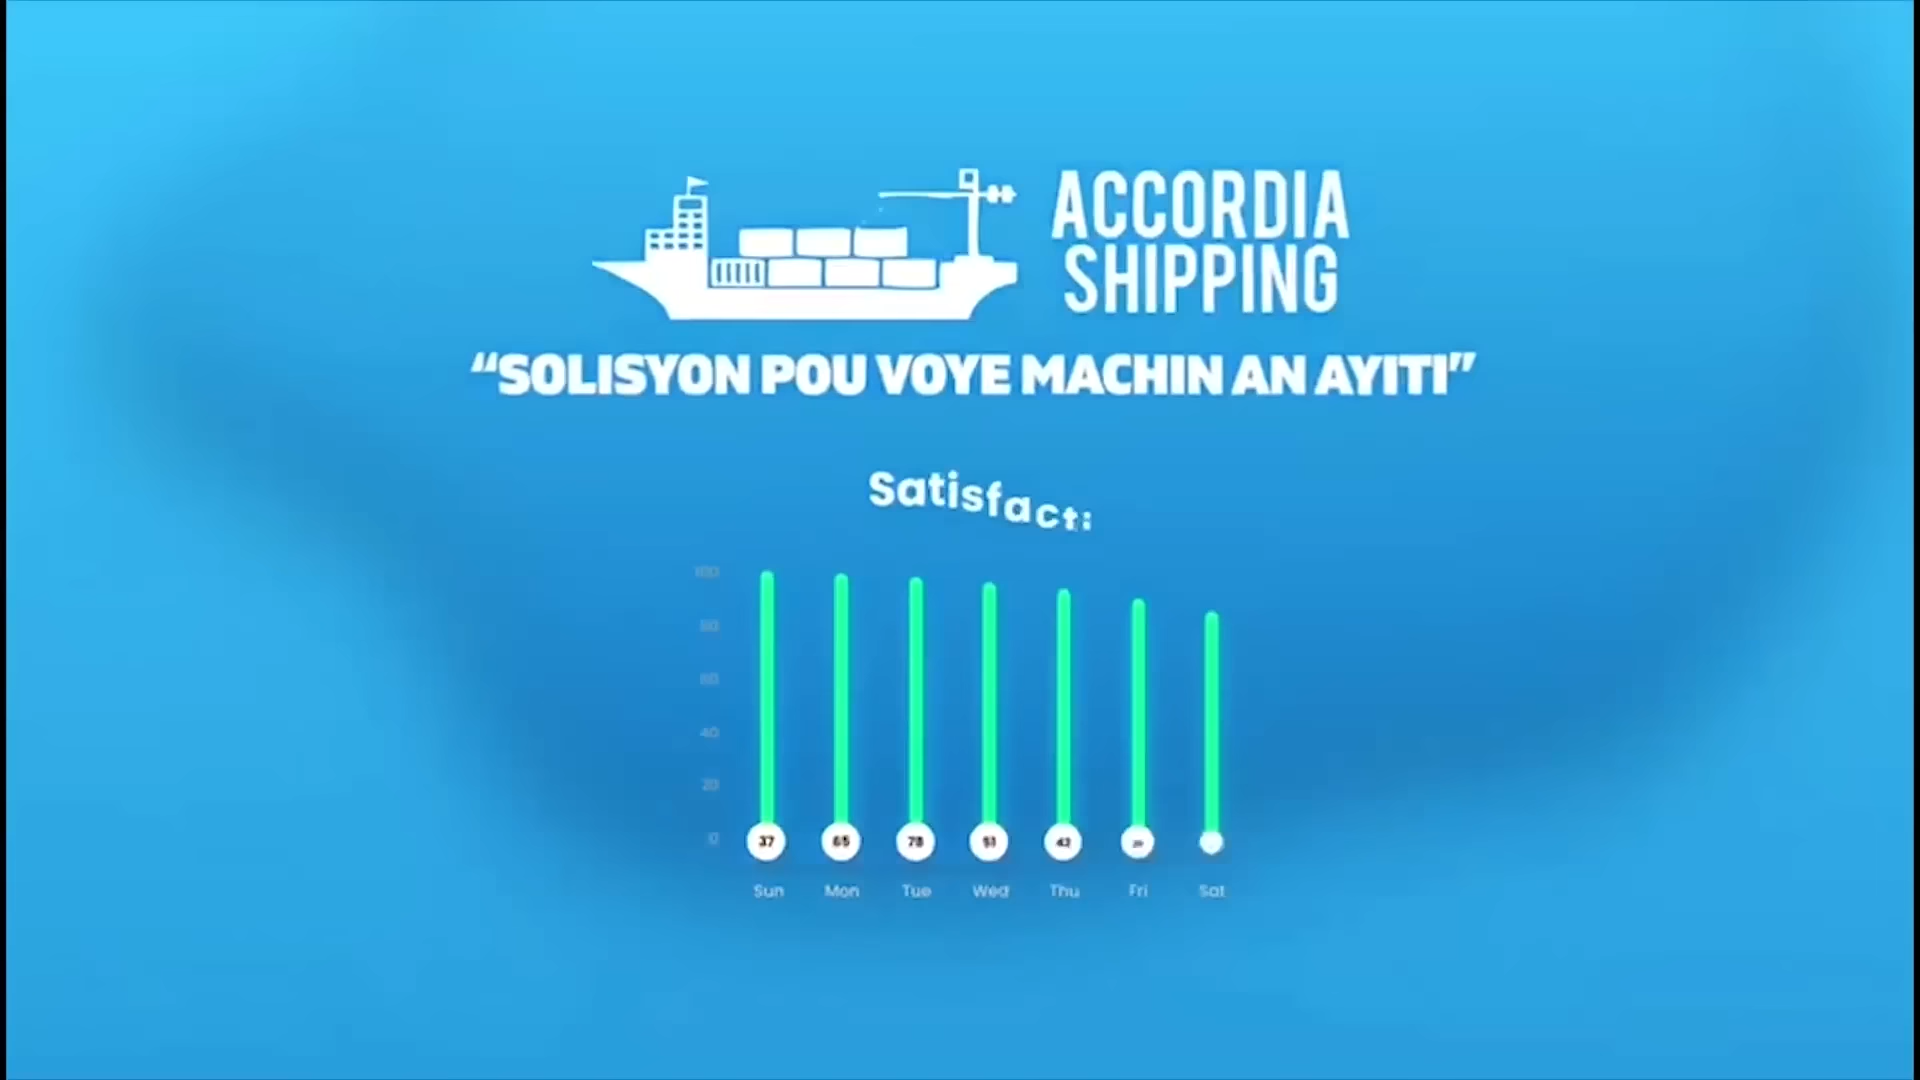 ACCORDIA
SHIPPING
“SOLISYON POU VOYE MACHIN AN AYITI”
Satisfact
100
80
60
40
20
0
37 65 78 51 42
Sun Mon Tue Wed Thu Fri Sat